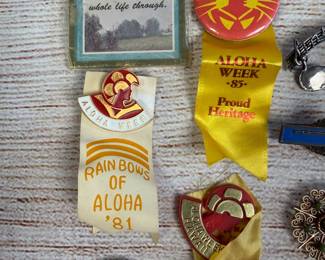 whole life through.
ALOHA
WEEK
·85·
Proud
Heritage
ALOHA WEEK
RAINBOWS
OF
ALOHA
'81